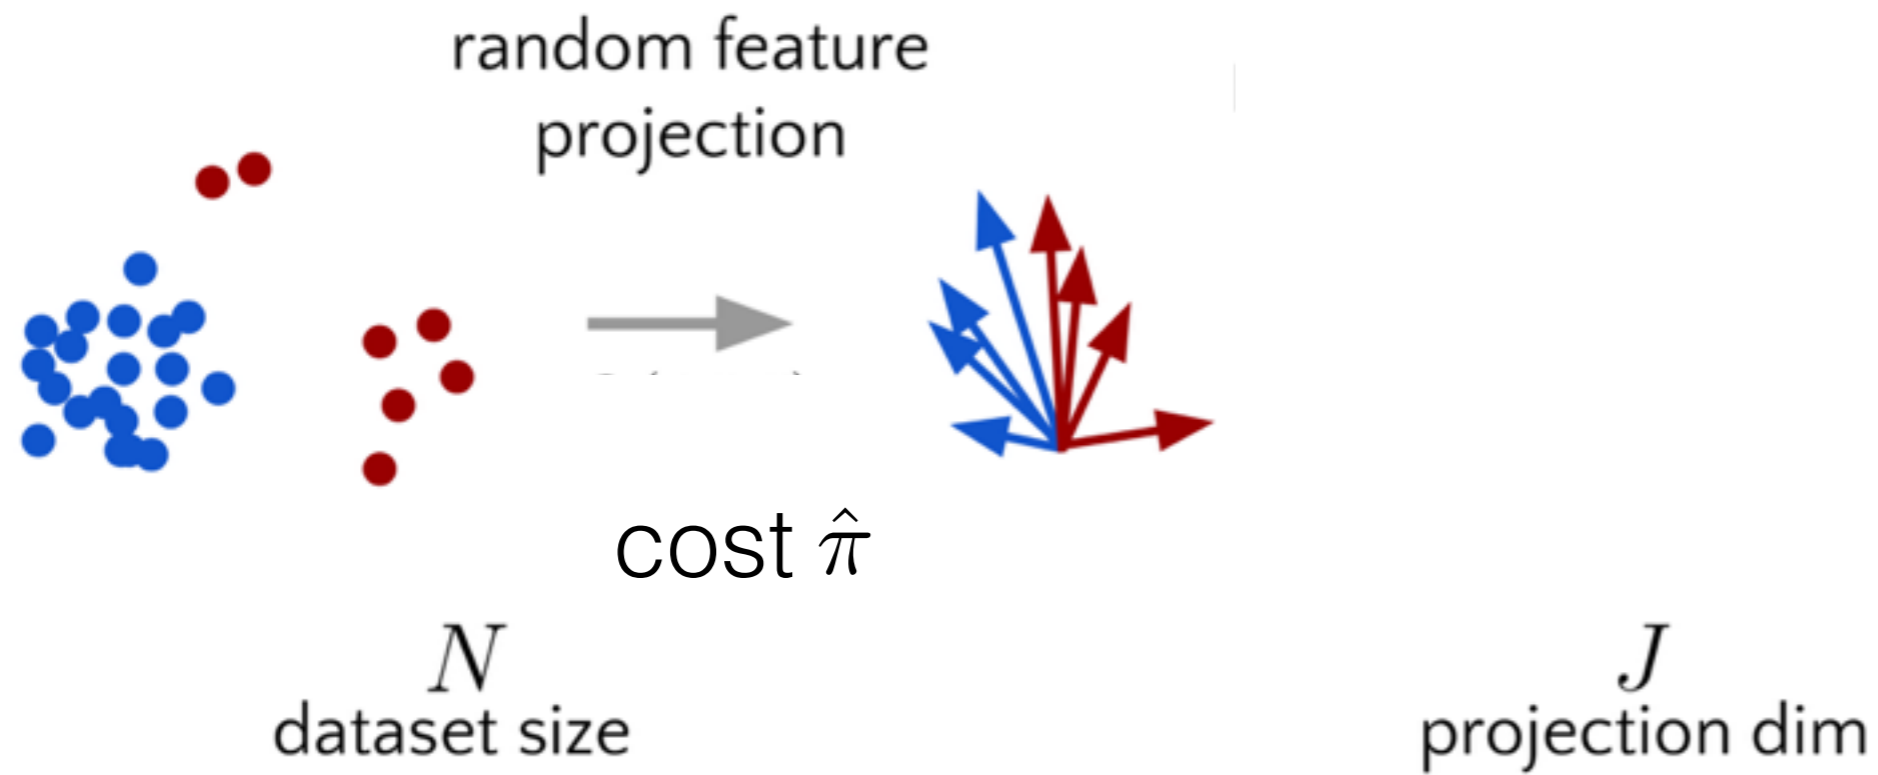 random feature
projection
cost π̂
N
dataset size
J
projection dim